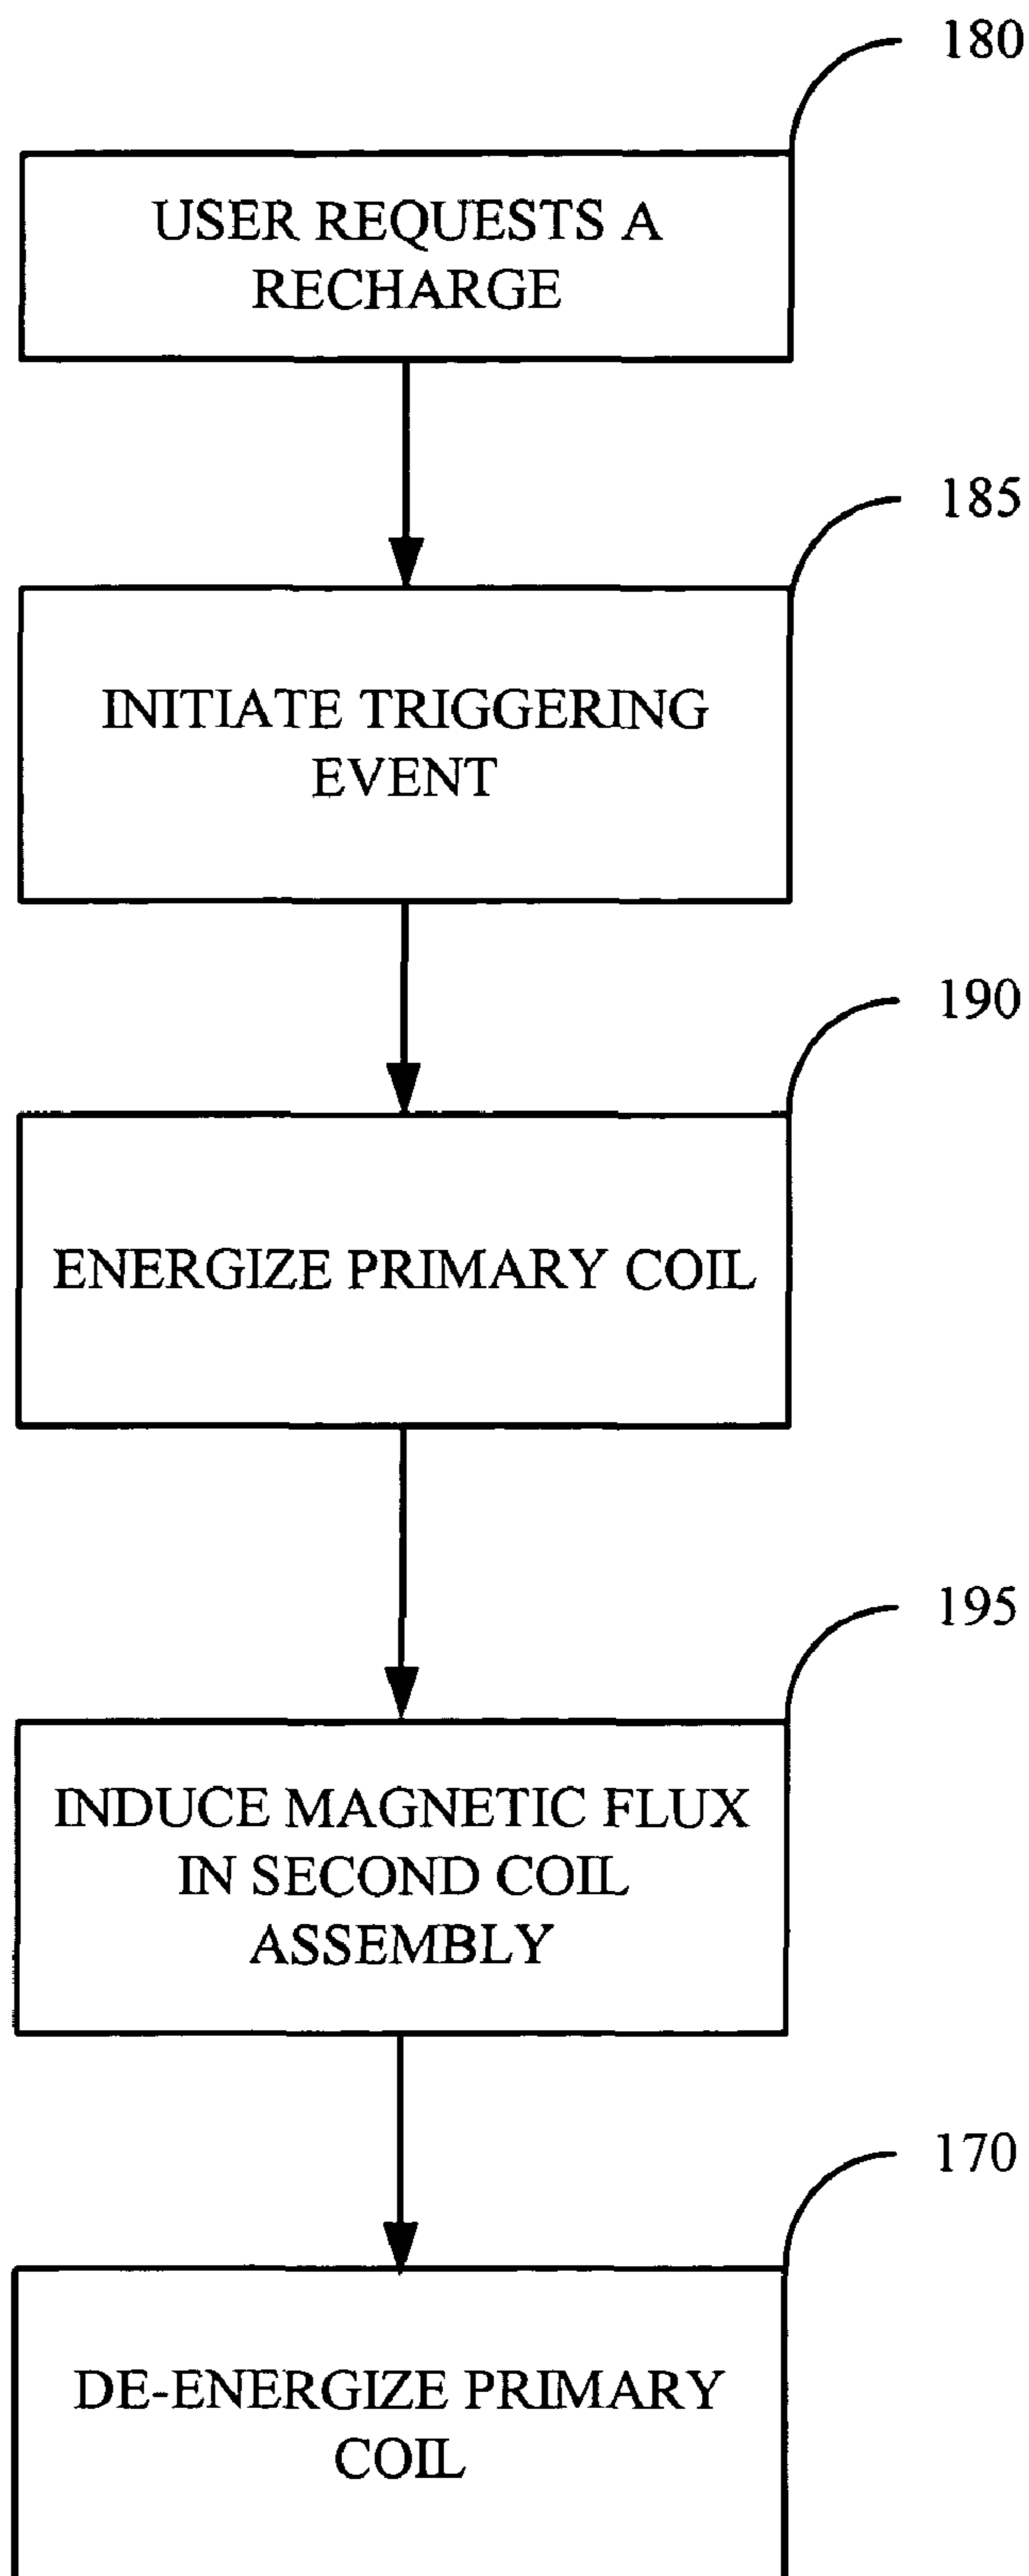 180
USER REQUESTS A
RECHARGE
185
INITIATE TRIGGERING
EVENT
190
ENERGIZE PRIMARY COIL
195
INDUCE MAGNETIC FLUX
IN SECOND COIL
ASSEMBLY
170
DE-ENERGIZE PRIMARY
COIL